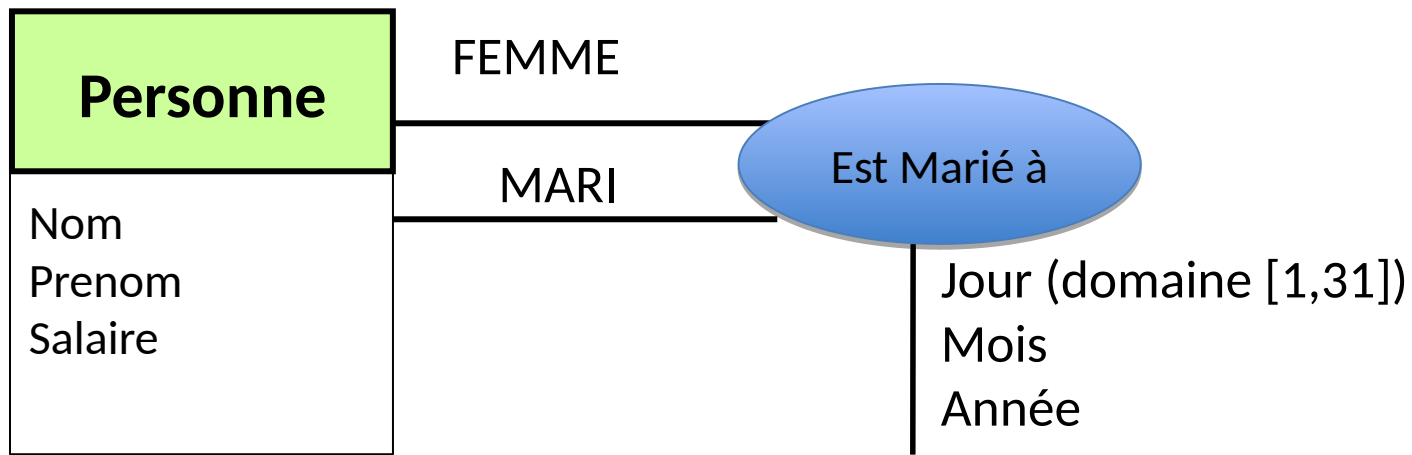 Personne
FEMME
MARI
Est Marié à
Nom
Prenom
Salaire
Jour (domaine [1,31])
Mois
Année